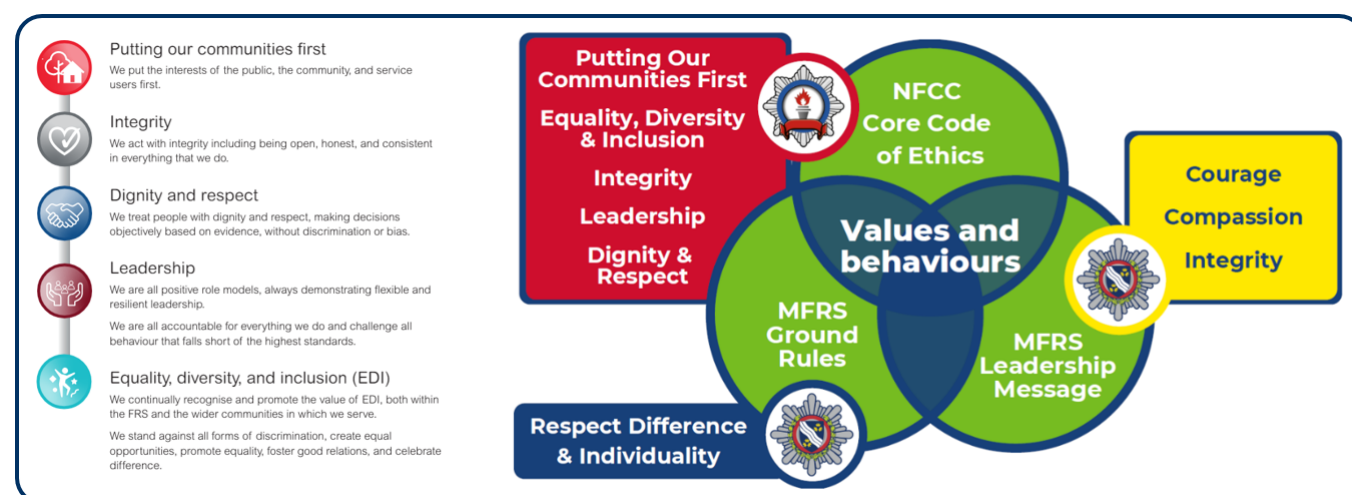 Putting our communities first
We put the interests of the public, the community, and service
users first.
Integrity
We act with integrity including being open, honest, and consistent
in everything that we do.
Dignity and respect
We treat people with dignity and respect, making decisions
objectively based on evidence, without discrimination or bias.
Leadership
We are all positive role models, always demonstrating flexible and
resilient leadership.
We are all accountable for everything we do and challenge all
behaviour that falls short of the highest standards.
Equality, diversity, and inclusion (EDI)
We continually recognise and promote the value of EDI, both within
the FRS and the wider communities in which we serve.
We stand against all forms of discrimination, create equal
opportunities, promote equality, foster good relations, and celebrate
difference.
Putting Our
Communities First
Equality, Diversity
& Inclusion
Integrity
Leadership
Dignity &
Respect
NFCC
Core Code
of Ethics
Values and
behaviours
MFRS
Ground
Rules
MFRS
Leadership
Message
Courage
Compassion
Integrity
Respect Difference
& Individuality